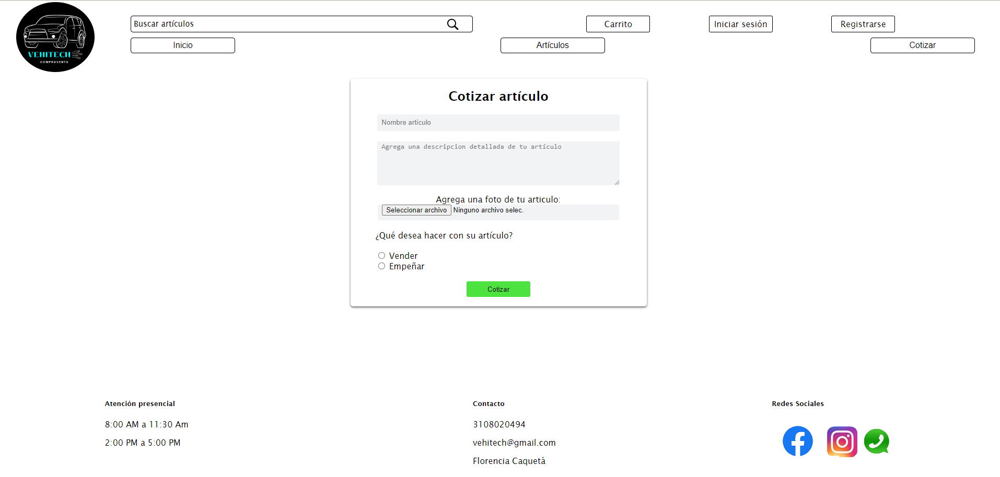 VEHITECH
COMPRAVENTA
Buscar artículos
Carrito
Iniciar sesión
Registrarse
Inicio
Artículos
Cotizar
Cotizar artículo
Nombre artículo
Agrega una descripcion detallada de tu artículo
Agrega una foto de tu articulo:
Seleccionar archivo Ninguno archivo selec.
¿Qué desea hacer con su artículo?
Vender
Empeñar
Cotizar
Atención presencial
8:00 AM a 11:30 Am
2:00 PM a 5:00 PM
Contacto
3108020494
vehitech@gmail.com
Florencia Caquetá
Redes Sociales